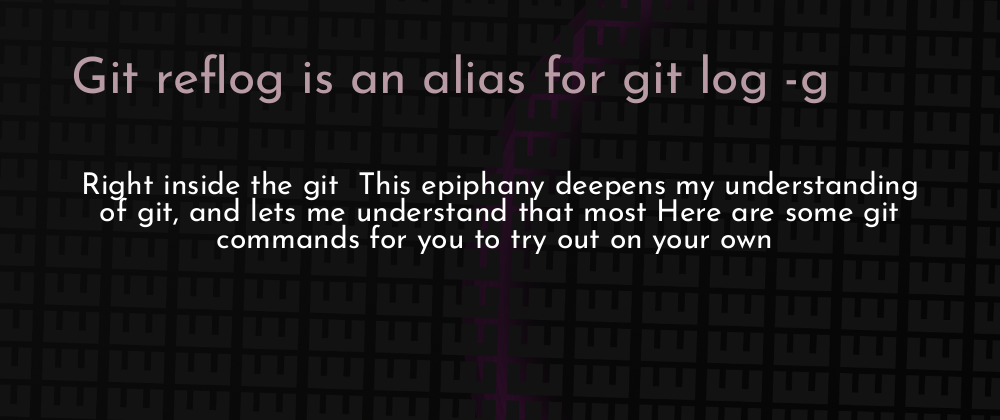 Git reflog is an alias for git log -g
Right inside the git  This epiphany deepens my understanding
of git, and lets me understand that most Here are some git
commands for you to try out on your own